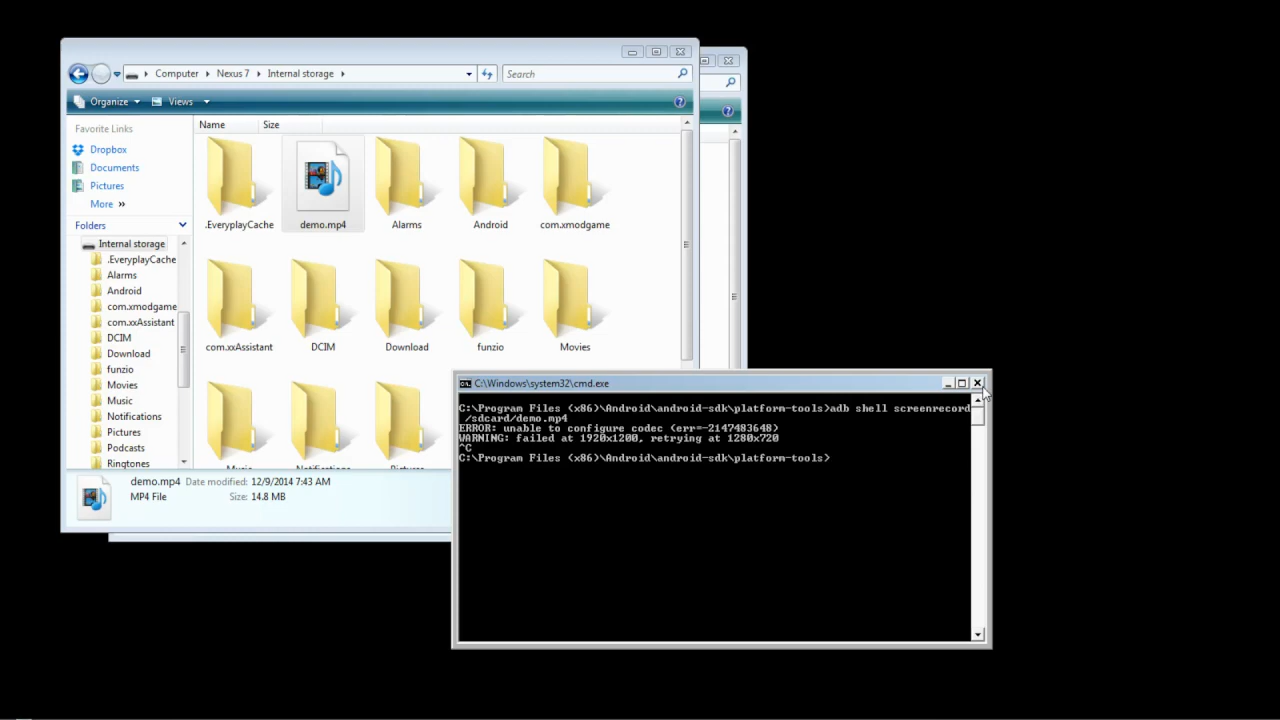 Computer Nexus 7 Internal storage
Search
Organize Views
Favorite Links
Dropbox
Documents
Pictures
More »
Folders
Internal storage
.EveryplayCache
Alarms
Android
com.xmodgame
com.xxAssistant
DCIM
Download
funzio
Movies
Music
Notifications
Pictures
Podcasts
Ringtones
Name Size
.EveryplayCache demo.mp4 Alarms Android com.xmodgame
com.xxAssistant DCIM Download funzio Movies
Music Notifications Pictures
demo.mp4 Date modified: 12/9/2014 7:43 AM
MP4 File Size: 14.8 MB
C:\Windows\system32\cmd.exe
C:\Program Files (x86)\Android\android-sdk\platform-tools>adb shell screenrecord
/sdcard/demo.mp4
ERROR: unable to configure codec (err=-2147483648)
WARNING: failed at 1920x1200, retrying at 1280x720
^C
C:\Program Files (x86)\Android\android-sdk\platform-tools>